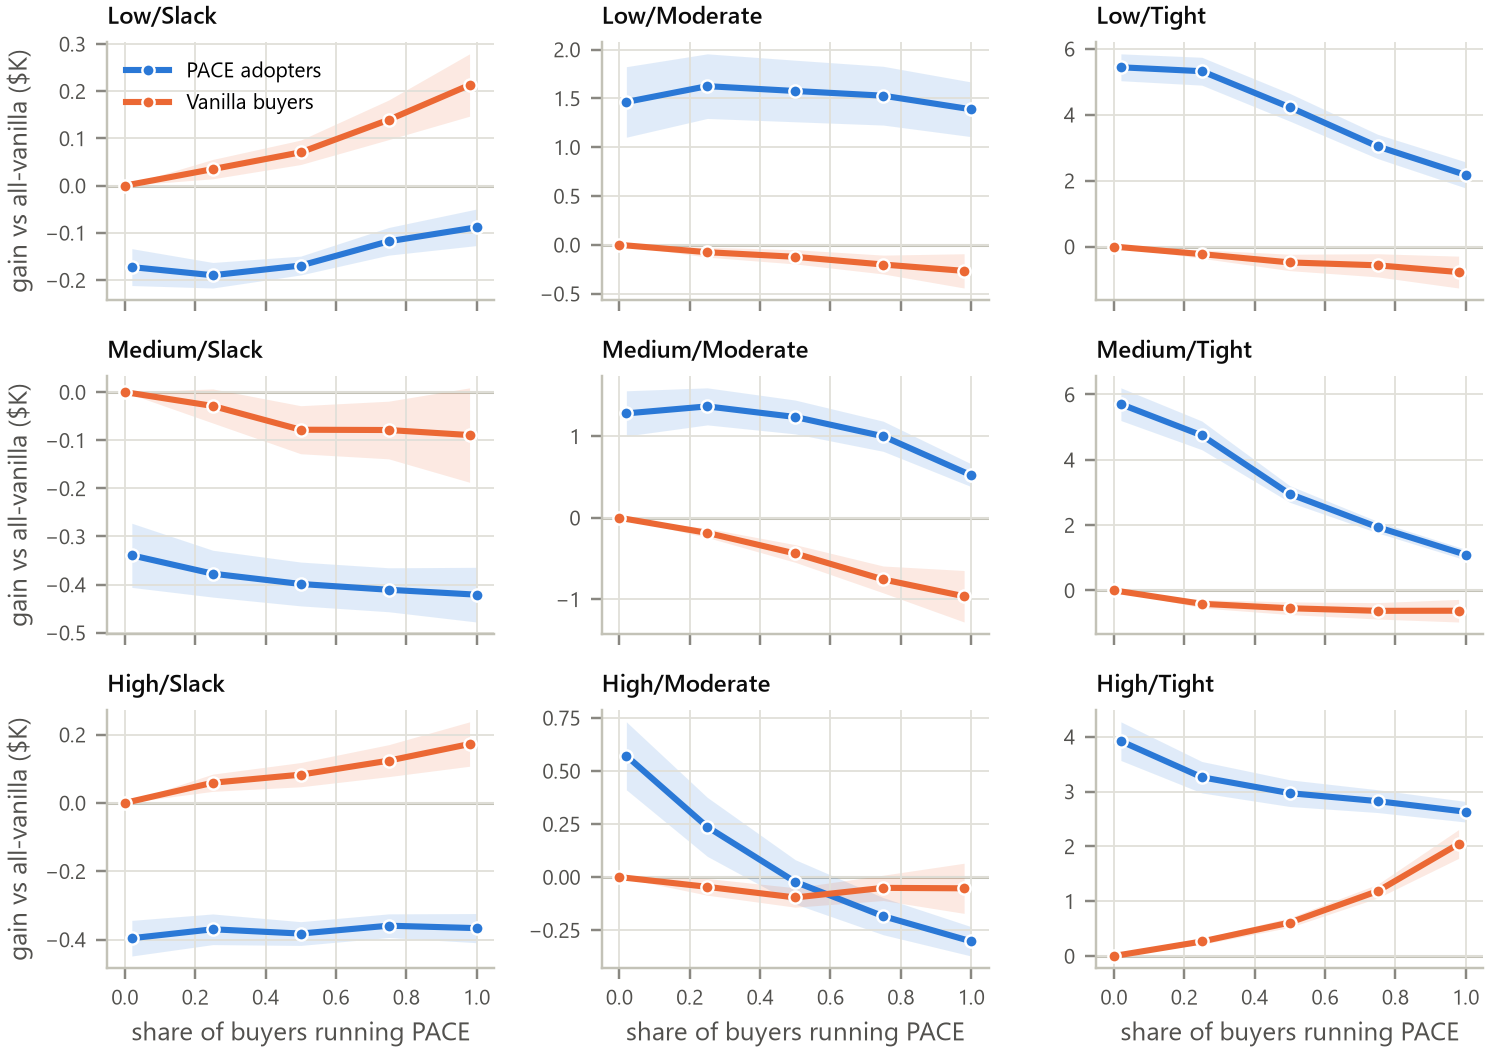 Low/Slack
Low/Moderate
Low/Tight
gain vs all-vanilla ($K)
0.3
0.2
0.1
0.0
−0.1
−0.2
PACE adopters
Vanilla buyers
2.0
1.5
1.0
0.5
0.0
−0.5
6
4
2
0
Medium/Slack
Medium/Moderate
Medium/Tight
gain vs all-vanilla ($K)
0.0
−0.1
−0.2
−0.3
−0.4
−0.5
1
0
−1
6
4
2
0
High/Slack
High/Moderate
High/Tight
gain vs all-vanilla ($K)
0.2
0.0
−0.2
−0.4
0.75
0.50
0.25
0.00
−0.25
4
3
2
1
0
0.0 0.2 0.4 0.6 0.8 1.0
0.0 0.2 0.4 0.6 0.8 1.0
0.0 0.2 0.4 0.6 0.8 1.0
share of buyers running PACE
share of buyers running PACE
share of buyers running PACE